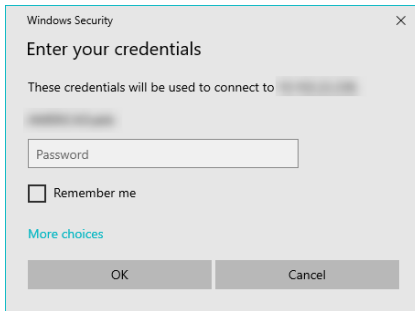 Windows Security
Enter your credentials
These credentials will be used to connect to
Password
Remember me
More choices
OK
Cancel